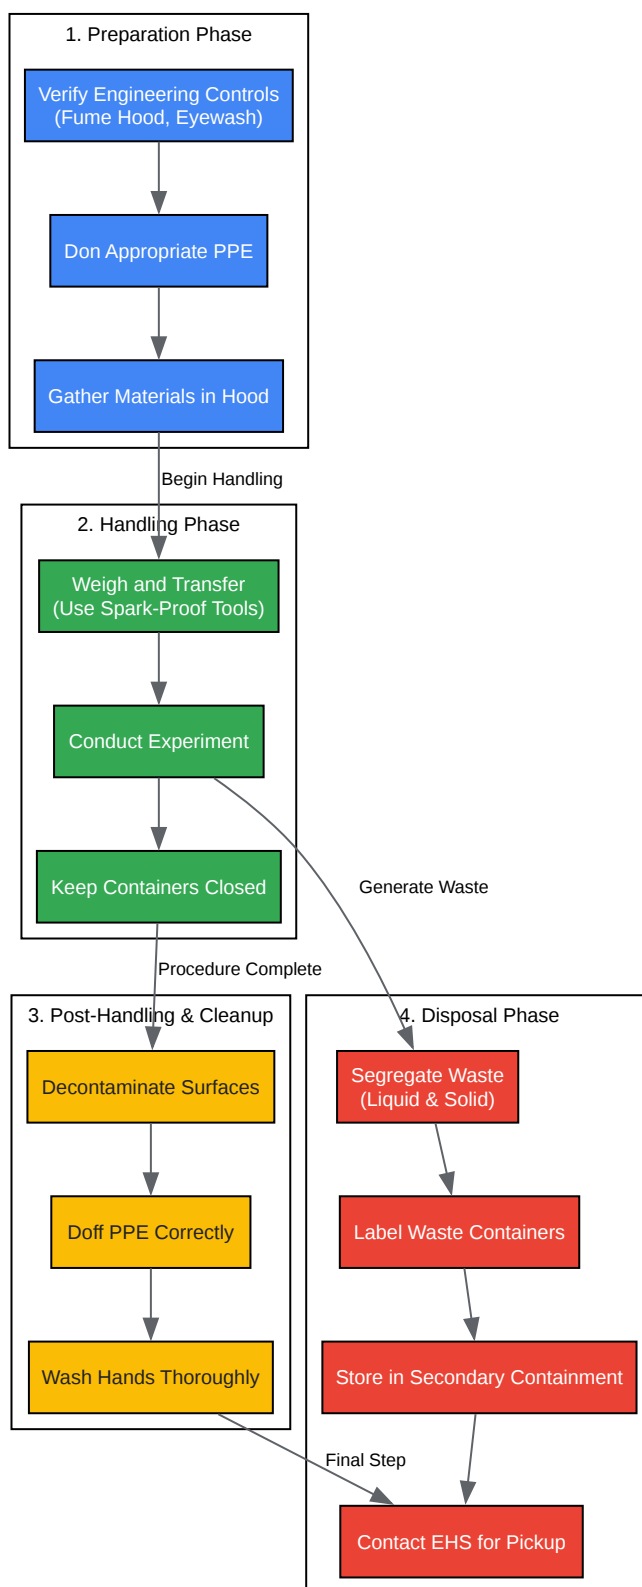 1. Preparation Phase
Verify Engineering Controls
(Fume Hood, Eyewash)
Don Appropriate PPE
Gather Materials in Hood
Begin Handling
2. Handling Phase
Weigh and Transfer
(Use Spark-Proof Tools)
Conduct Experiment
Keep Containers Closed
Generate Waste
Procedure Complete
3. Post-Handling & Cleanup
Decontaminate Surfaces
Doff PPE Correctly
Wash Hands Thoroughly
4. Disposal Phase
Segregate Waste
(Liquid & Solid)
Label Waste Containers
Store in Secondary Containment
Final Step
Contact EHS for Pickup